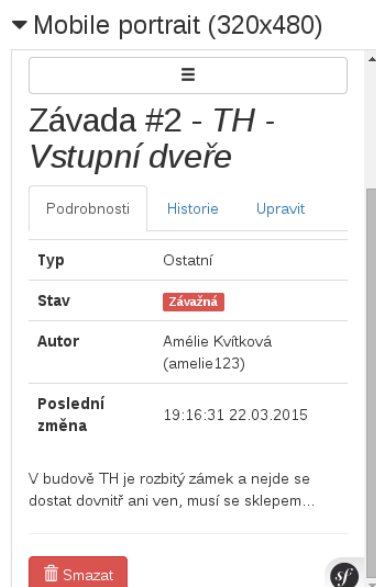 Mobile portrait (320x480)
Závada #2 - TH -
Vstupní dveře
Podrobnosti Historie Upravit
Typ Ostatní
Stav Závažná
Autor Amélie Kvítková
(amelie123)
Poslední
změna 19:16:31 22.03.2015
V budově TH je rozbitý zámek a nejde se
dostat dovnitř ani ven, musí se sklepem...
Smazat
sf